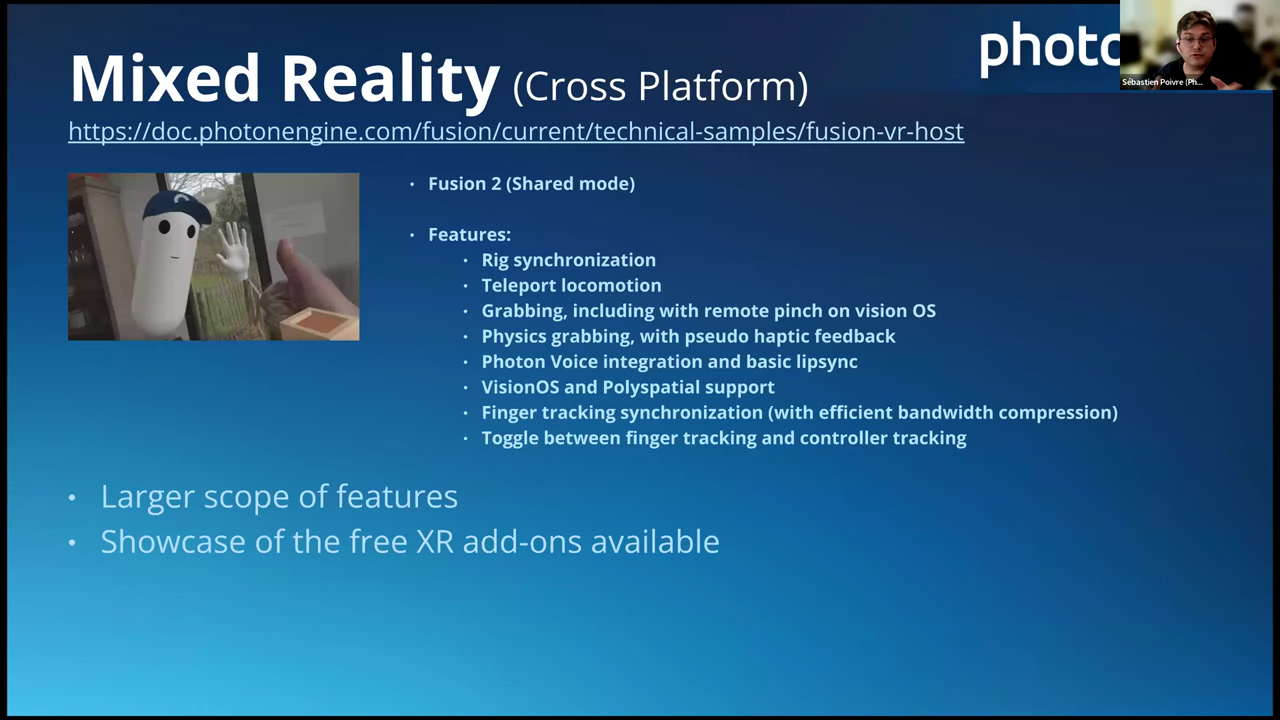 Mixed Reality (Cross Platform)
photo
Sébastien Poivre (Ph...
https://doc.photonengine.com/fusion/current/technical-samples/fusion-vr-host
• Fusion 2 (Shared mode)
• Features:
• Rig synchronization
• Teleport locomotion
• Grabbing, including with remote pinch on vision OS
• Physics grabbing, with pseudo haptic feedback
• Photon Voice integration and basic lipsync
• VisionOS and Polyspatial support
• Finger tracking synchronization (with efficient bandwidth compression)
• Toggle between finger tracking and controller tracking
• Larger scope of features
• Showcase of the free XR add-ons available